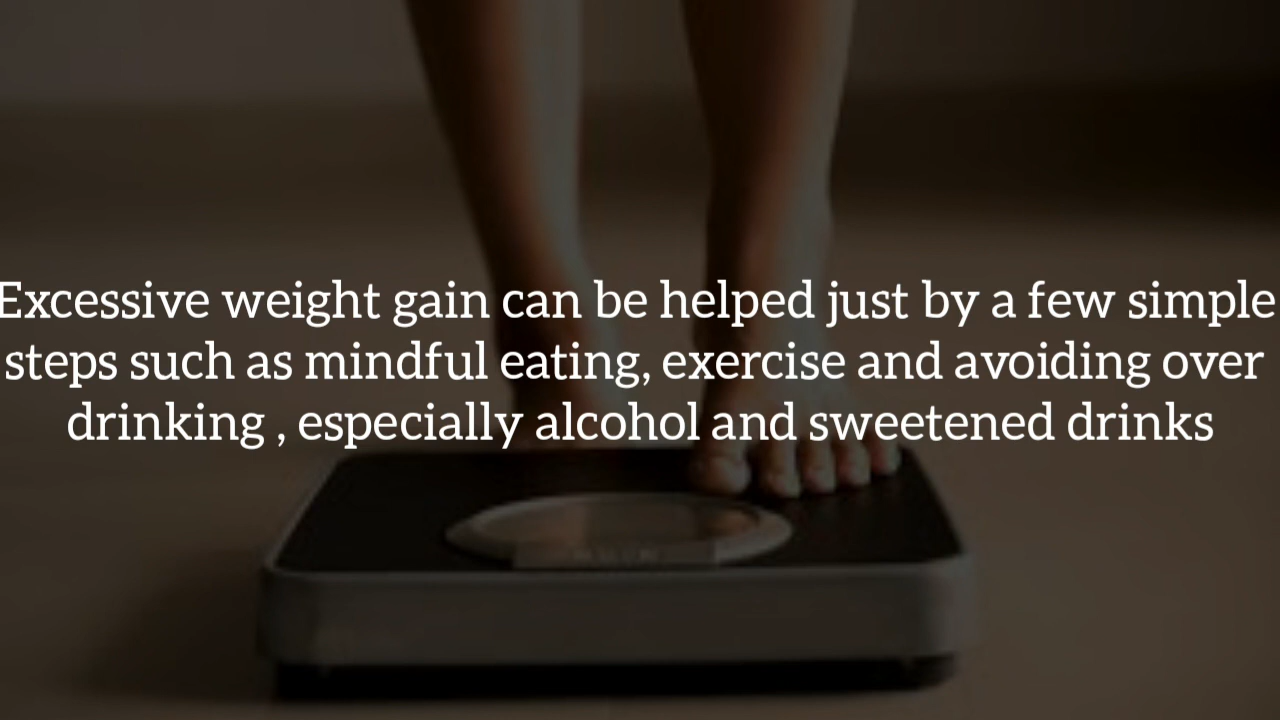 Excessive weight gain can be helped just by a few simple
steps such as mindful eating, exercise and avoiding over
drinking , especially alcohol and sweetened drinks